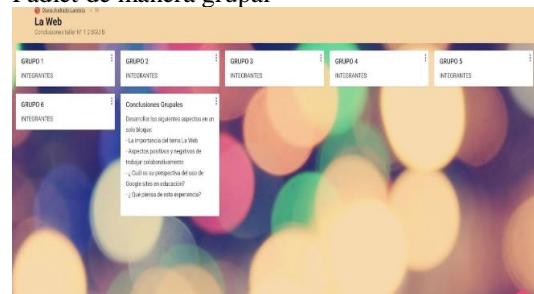 Padlet de manera grupal
La Web
Conclusiones taller N° 1 2 BGU B
GRUPO 1
INTEGRANTES
GRUPO 2
INTEGRANTES
GRUPO 3
INTEGRANTES
GRUPO 4
INTEGRANTES
GRUPO 5
INTEGRANTES
GRUPO 6
INTEGRANTES
Conclusiones Grupales
Desarrollar los siguientes aspectos en un
solo bloque:
- La importancia del tema La Web
- Aspectos positivos y negativos de
trabajar colaborativamente
- ¿ Cuál es su perspectiva del uso de
Google sites en educación?
- ¿ Qué piensa de esta experiencia?